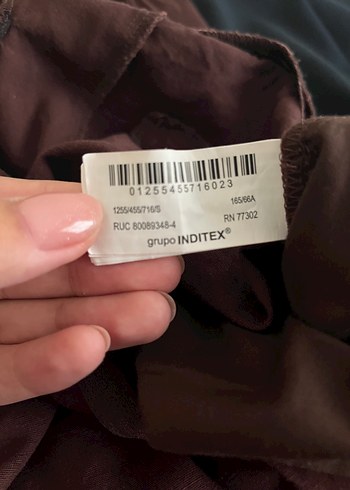 01255455716023
1255/455/716/S 165/66A
RUC 80089348-4 RN 77302
grupo INDITEX®